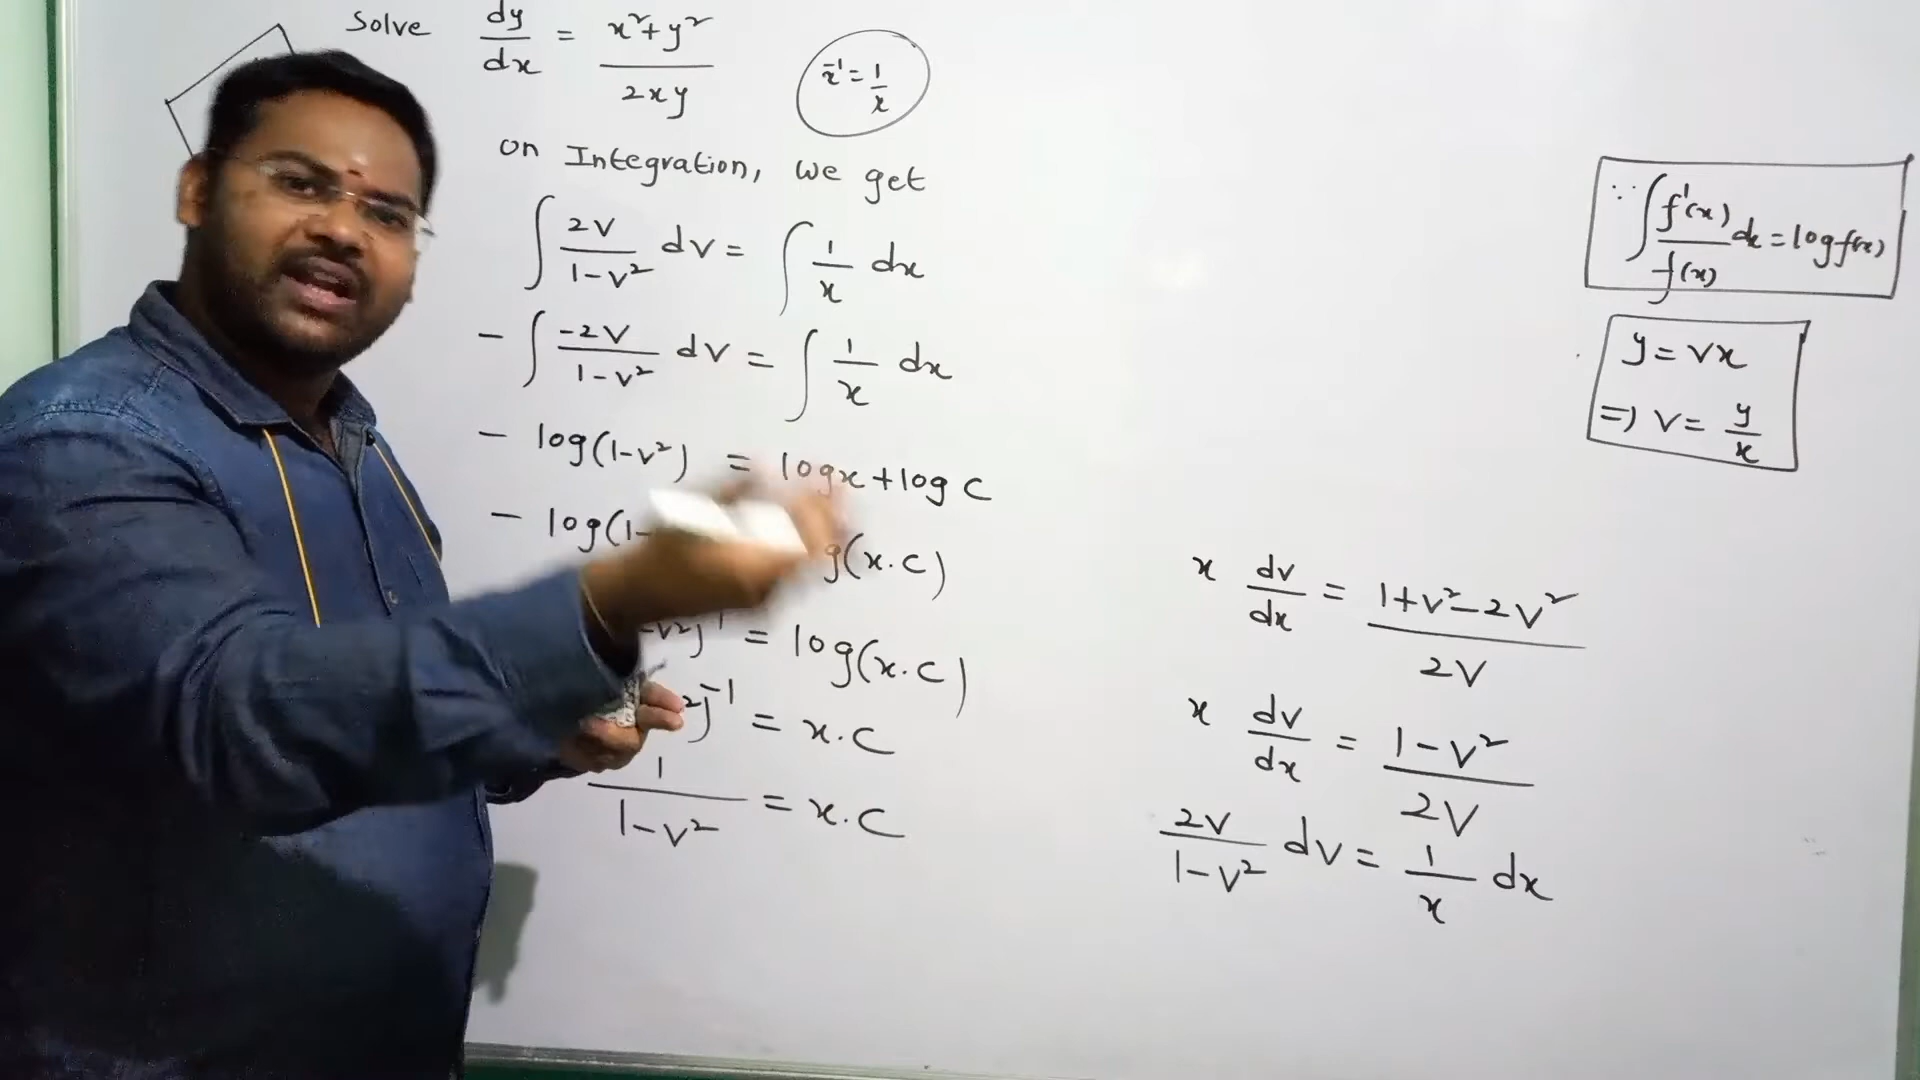 Solve dy/dx = x²+y² / 2xy
x⁻¹ = 1/x
on Integration, we get
∫ 2v/1-v² dv = ∫ 1/x dx
- ∫ -2v/1-v² dv = ∫ 1/x dx
- log(1-v²) = logx+log c
- log(1- g(x.c)
-v²)⁻¹ = log(x.c)
²)⁻¹ = x.c
1/1-v² = x.c
∵ ∫ f'(x)/f(x) dx = log f(x)
y = vx
⇒ v = y/x
x dv/dx = 1+v²-2v² / 2v
x dv/dx = 1-v² / 2v
2v/1-v² dv = 1/x dx